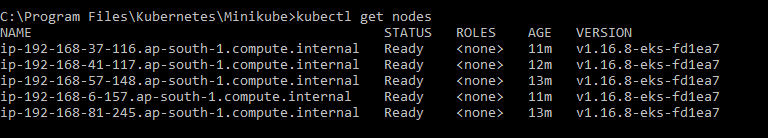 C:\Program Files\Kubernetes\Minikube>kubectl get nodes
NAME STATUS ROLES AGE VERSION
ip-192-168-37-116.ap-south-1.compute.internal Ready <none> 11m v1.16.8-eks-fd1ea7
ip-192-168-41-117.ap-south-1.compute.internal Ready <none> 12m v1.16.8-eks-fd1ea7
ip-192-168-57-148.ap-south-1.compute.internal Ready <none> 13m v1.16.8-eks-fd1ea7
ip-192-168-6-157.ap-south-1.compute.internal Ready <none> 11m v1.16.8-eks-fd1ea7
ip-192-168-81-245.ap-south-1.compute.internal Ready <none> 13m v1.16.8-eks-fd1ea7